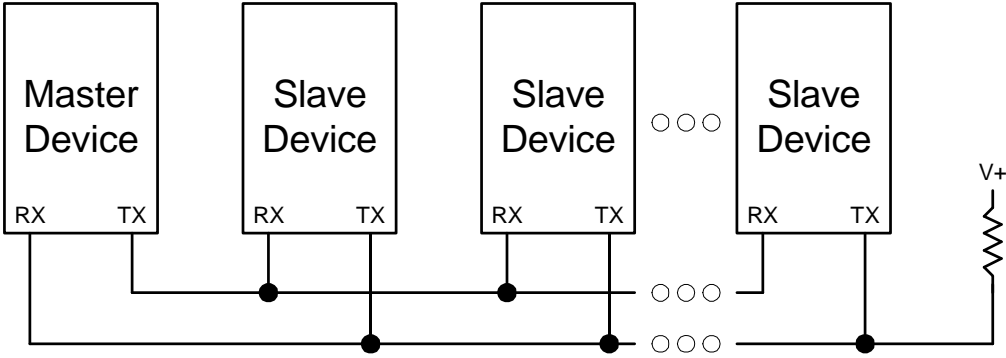 Master
Device
Slave
Device
Slave
Device
Slave
Device
RX TX
RX TX
RX TX
RX TX
V+